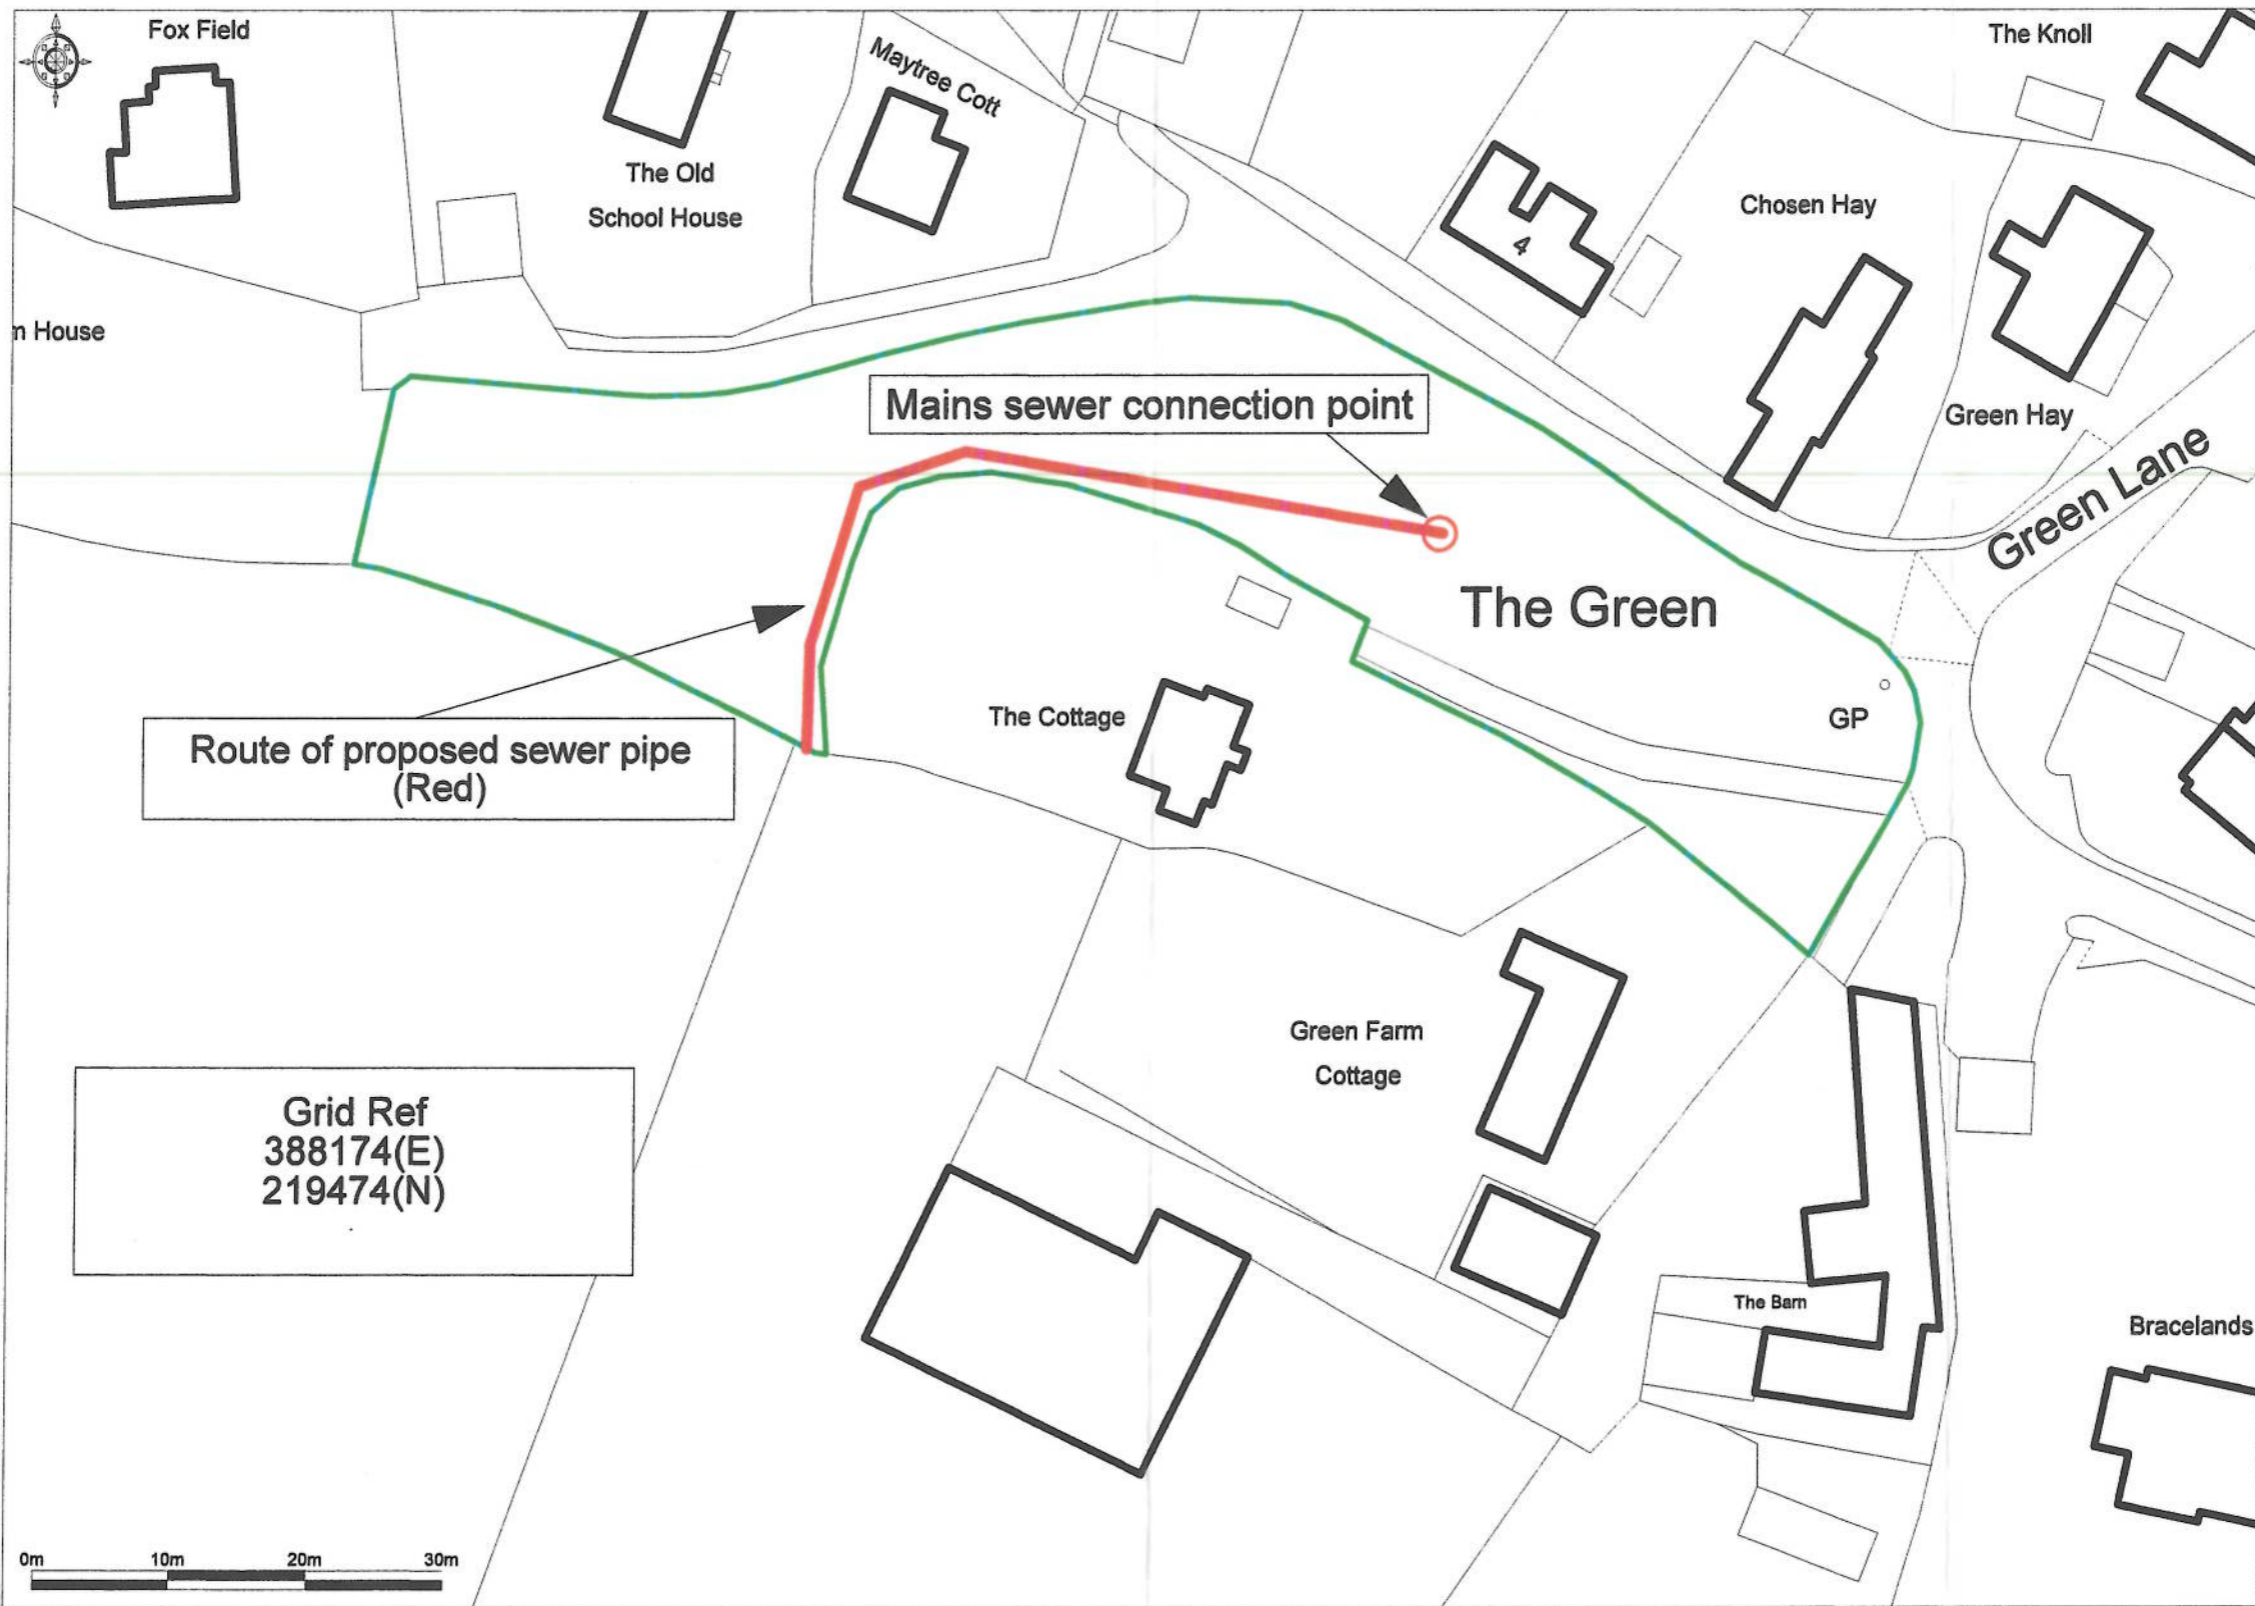 Fox Field
The Knoll
Maytree Cott
The Old
School House
4
Chosen Hay
m House
Mains sewer connection point
Green Hay
Green Lane
The Green
GP
The Cottage
Route of proposed sewer pipe
(Red)
Green Farm
Cottage
Grid Ref
388174(E)
219474(N)
The Barn
Bracelands
0m 10m 20m 30m